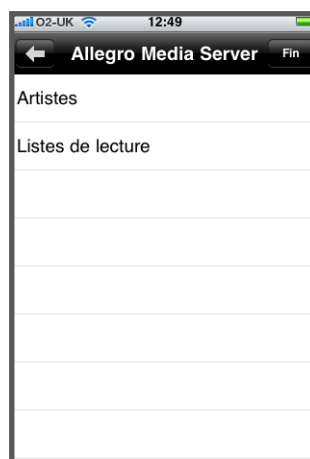 O2-UK 12:49
Allegro Media Server Fin
Artistes
Listes de lecture